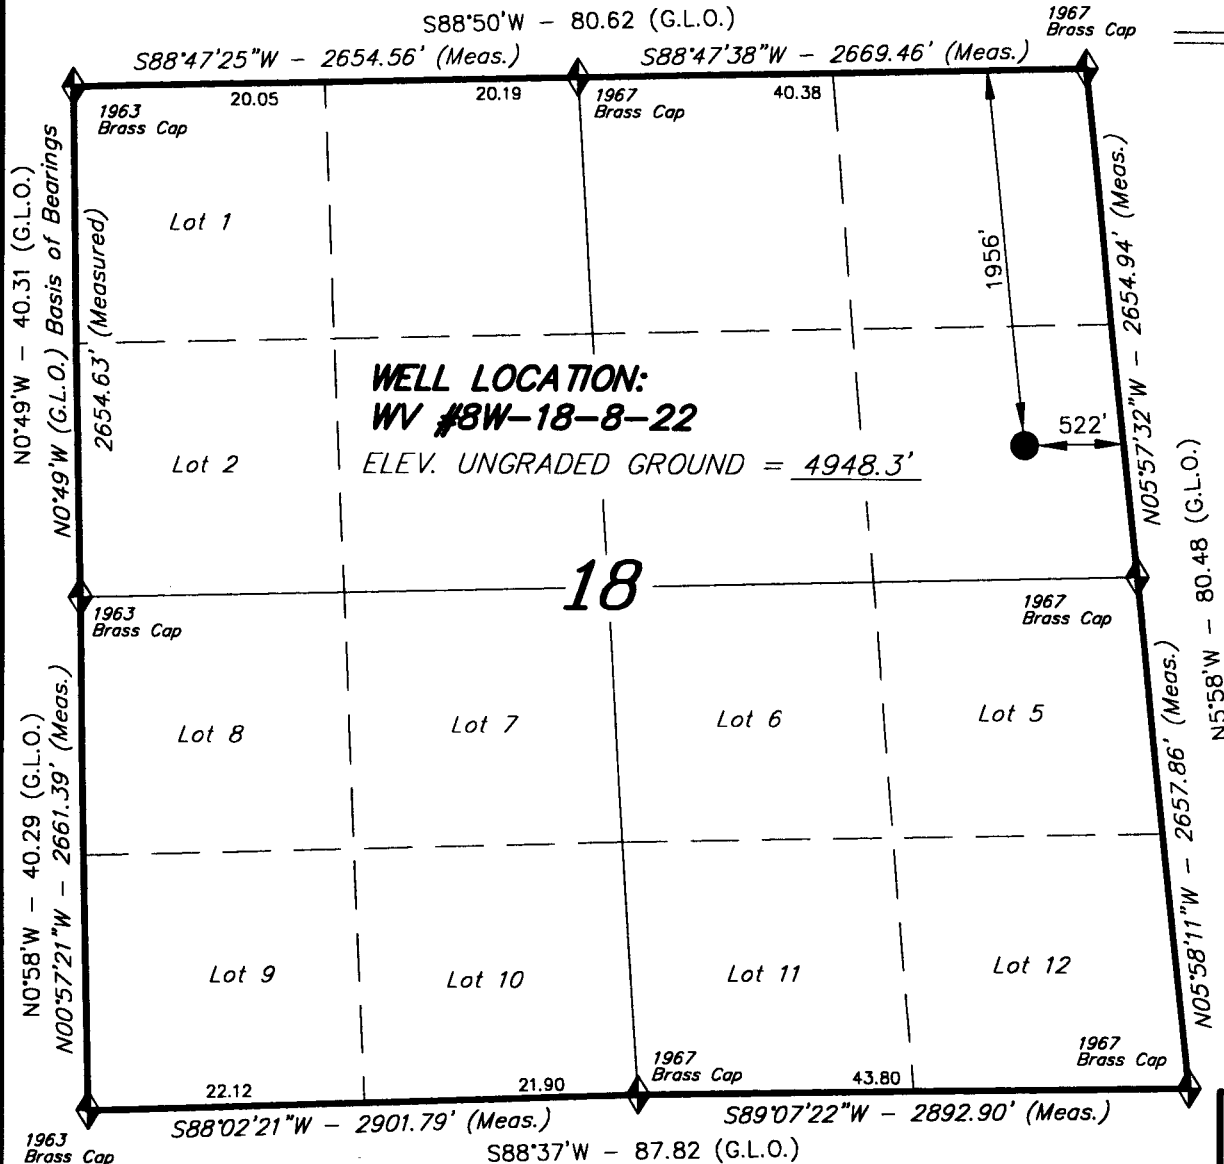 S88°50'W – 80.62 (G.L.O.)
1967
Brass Cap
S88°47'25"W – 2654.56' (Meas.)
S88°47'38"W – 2669.46' (Meas.)
20.05
20.19
40.38
1963
Brass Cap
1967
Brass Cap
N0°49'W – 40.31 (G.L.O.)
N0°49'W (G.L.O.) Basis of Bearings
2654.63' (Measured)
Lot 1
1956'
N05°57'32"W – 2654.94' (Meas.)
WELL LOCATION:
WV #8W–18–8–22
ELEV. UNGRADED GROUND = 4948.3'
522'
Lot 2
N5°58'W – 80.48 (G.L.O.)
18
1963
Brass Cap
1967
Brass Cap
Lot 8
Lot 7
Lot 6
Lot 5
N0°58'W – 40.29 (G.L.O.)
N00°57'21"W – 2661.39' (Meas.)
N05°58'11"W – 2657.86' (Meas.)
Lot 9
Lot 10
Lot 11
Lot 12
1967
Brass Cap
1967
Brass Cap
22.12
21.90
43.80
S88°02'21"W – 2901.79' (Meas.)
S89°07'22"W – 2892.90' (Meas.)
1963
Brass Cap
S88°37'W – 87.82 (G.L.O.)